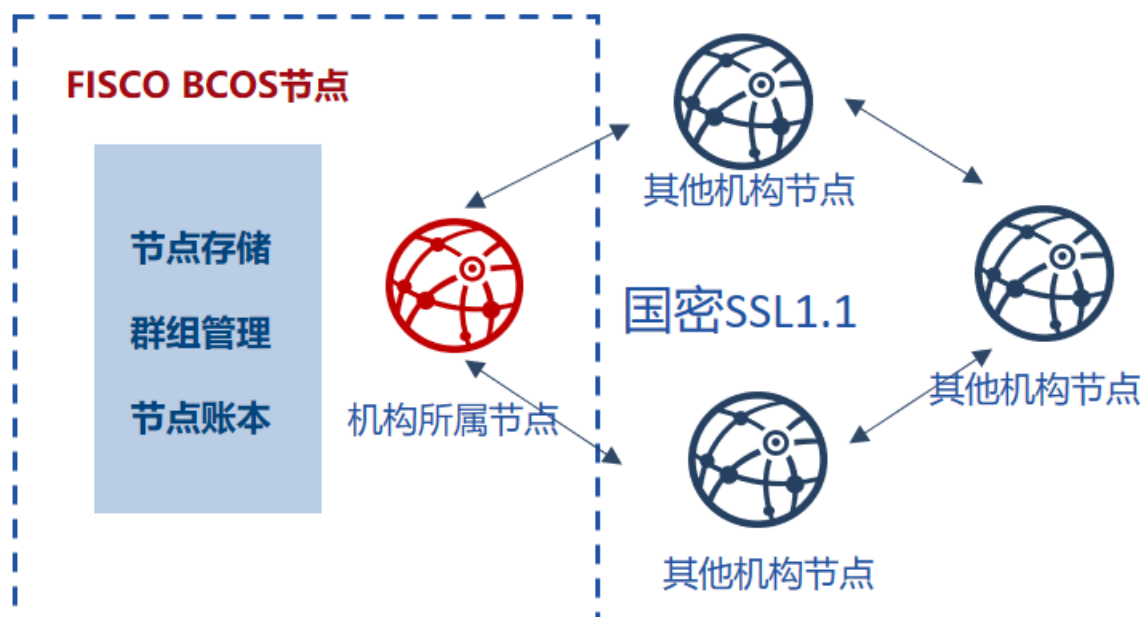 FISCO BCOS节点
节点存储
群组管理
节点账本
机构所属节点
其他机构节点
国密SSL1.1
其他机构节点
其他机构节点